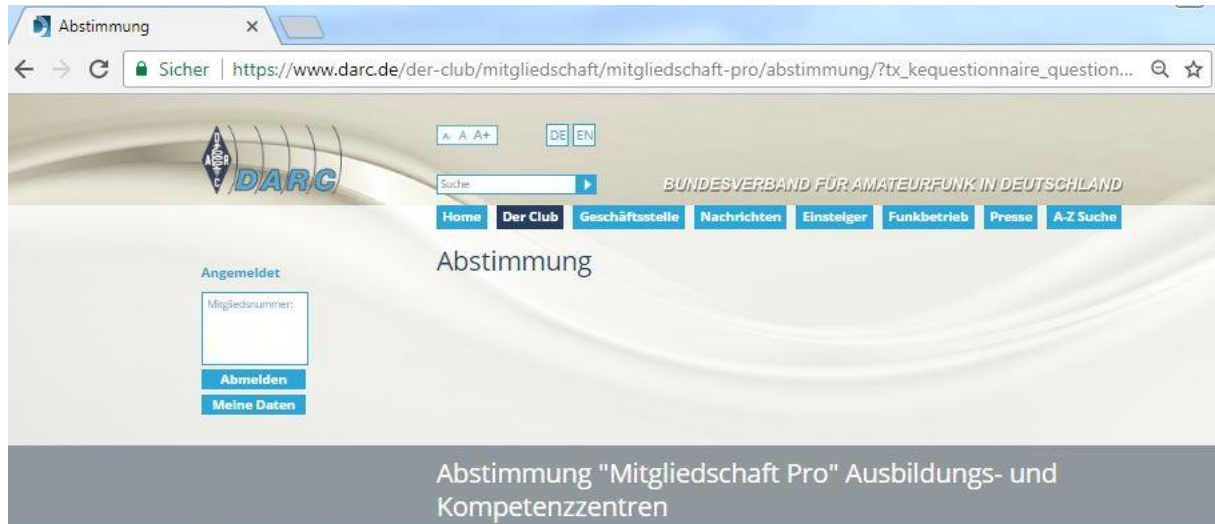 Abstimmung
Sicher | https://www.darc.de/der-club/mitgliedschaft/mitgliedschaft-pro/abstimmung/?tx_kequestionnaire_question...
DARC
DARC
A- A A+ DE EN
Suche
BUNDESVERBAND FÜR AMATEURFUNK IN DEUTSCHLAND
Home Der Club Geschäftsstelle Nachrichten Einsteiger Funkbetrieb Presse A-Z Suche
Abstimmung
Angemeldet
Mitgliedsnummer:
Abmelden
Meine Daten
Abstimmung "Mitgliedschaft Pro" Ausbildungs- und
Kompetenzzentren